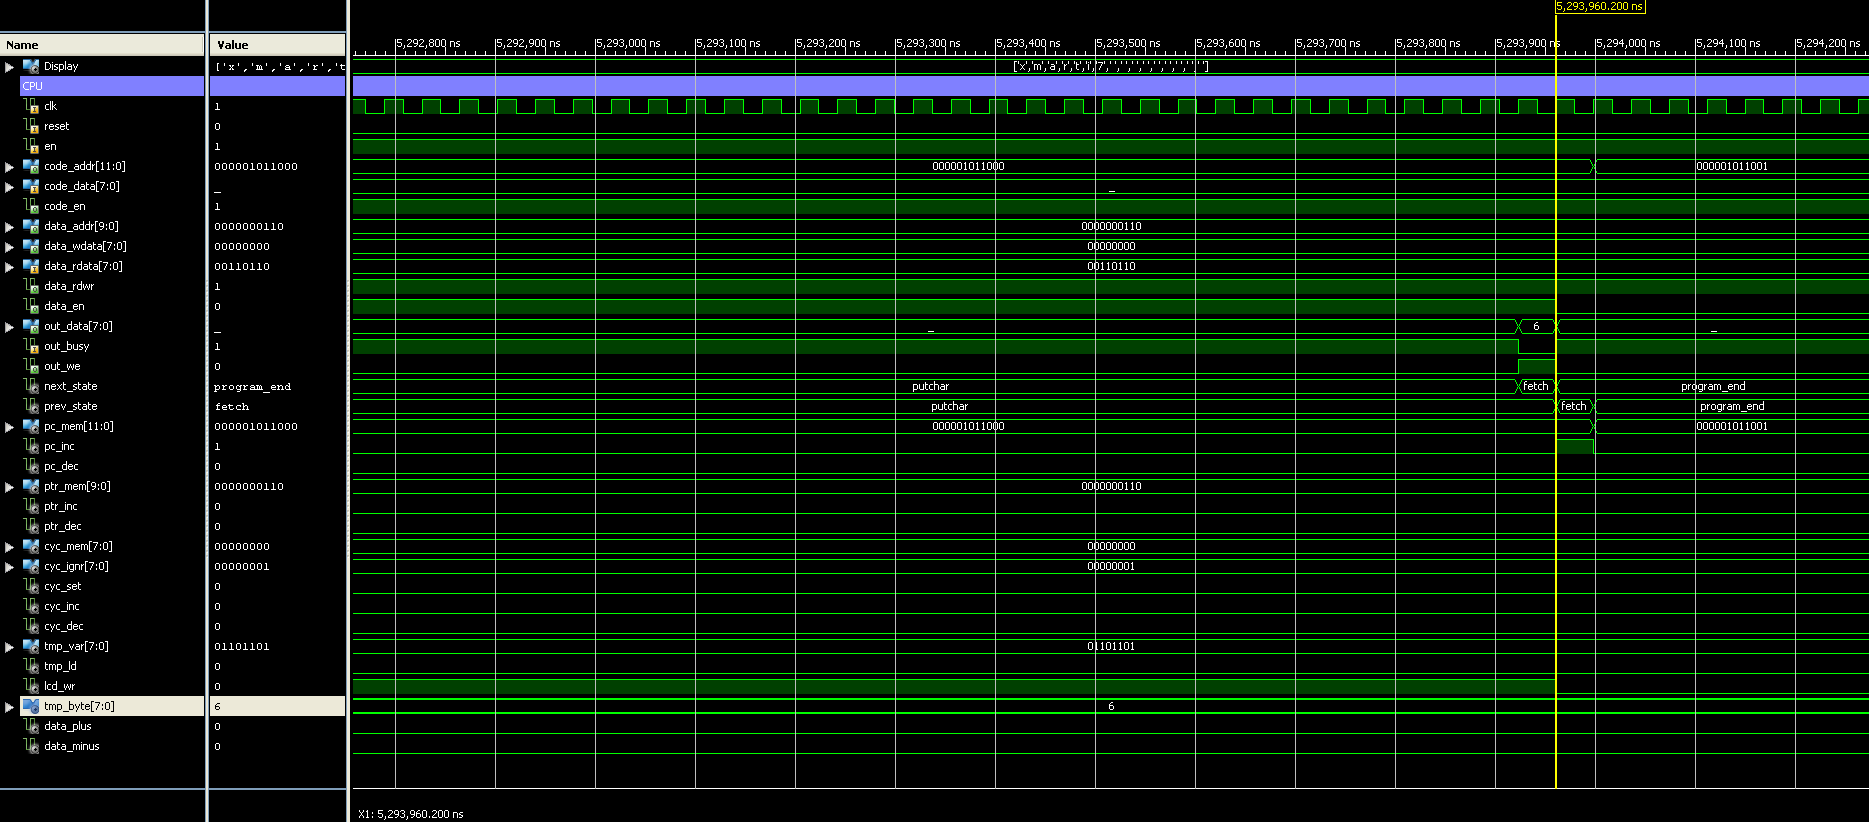 5,293,960.200 ns
Name Value 5,292,800 ns 5,292,900 ns 5,293,000 ns 5,293,100 ns 5,293,200 ns 5,293,300 ns 5,293,400 ns 5,293,500 ns 5,293,600 ns 5,293,700 ns 5,293,800 ns 5,293,900 ns 5,294,000 ns 5,294,100 ns 5,294,200 ns
Display ['x','m','a','r','t
CPU
clk 1
reset 0
en 1
code_addr[11:0] 000001011000 000001011000 000001011001
code_data[7:0] _ _
code_en 1
data_addr[9:0] 0000000110 0000000110
data_wdata[7:0] 00000000 00000000
data_rdata[7:0] 00110110 00110110
data_rdwr 1
data_en 0
out_data[7:0] _ _ 6 _
out_busy 1
out_we 0
next_state program_end putchar fetch program_end
prev_state fetch putchar fetch program_end
pc_mem[11:0] 000001011000 000001011000 000001011001
pc_inc 1
pc_dec 0
ptr_mem[9:0] 0000000110 0000000110
ptr_inc 0
ptr_dec 0
cyc_mem[7:0] 00000000 00000000
cyc_ignr[7:0] 00000001 00000001
cyc_set 0
cyc_inc 0
cyc_dec 0
tmp_var[7:0] 01101101 01101101
tmp_ld 0
lcd_wr 0
tmp_byte[7:0] 6 6
data_plus 0
data_minus 0
X1: 5,293,960.200 ns